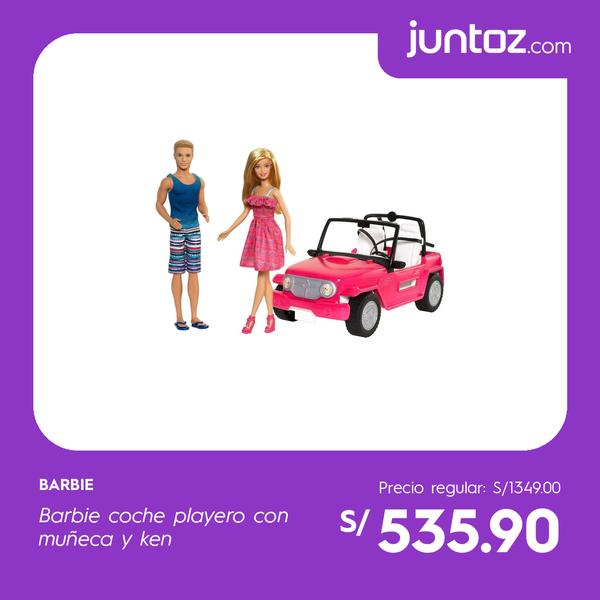 juntoz.com
BARBIE
Barbie coche playero con
muñeca y ken
Precio regular: S/1349.00
S/ 535.90